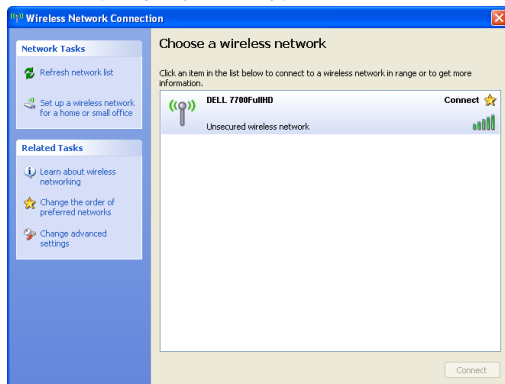 Wireless Network Connection
Choose a wireless network
Network Tasks
Refresh network list
Set up a wireless network
for a home or small office
Related Tasks
Learn about wireless
networking
Change the order of
preferred networks
Change advanced
settings
Click an item in the list below to connect to a wireless network in range or to get more
information.
DELL 7700FullHD
Connect
Unsecured wireless network
Connect